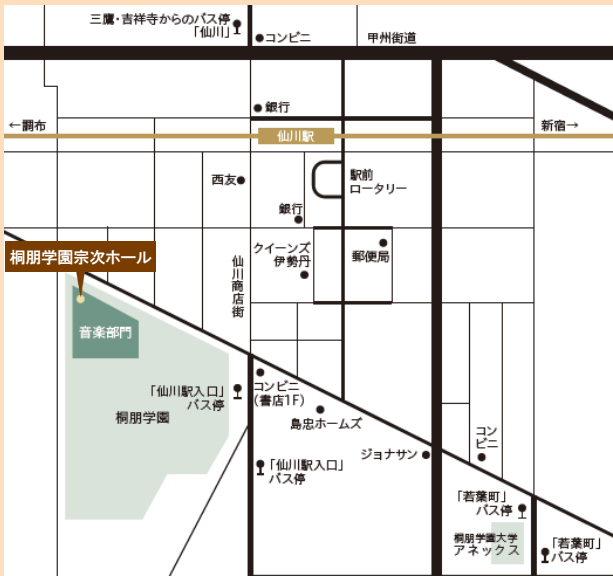 三鷹・吉祥寺からのバス停
「仙川」
コンビニ
甲州街道
銀行
←調布
仙川駅
新宿→
西友
駅前
ロータリー
銀行
仙川商店街
クイーンズ
伊勢丹
郵便局
桐朋学園宗次ホール
音楽部門
「仙川駅入口」
バス停
桐朋学園
コンビニ
(書店1F)
島忠ホームズ
「仙川駅入口」
バス停
ジョナサン
コン
ビニ
「若葉町」
バス停
桐朋学園大学
アネックス
「若葉町」
バス停